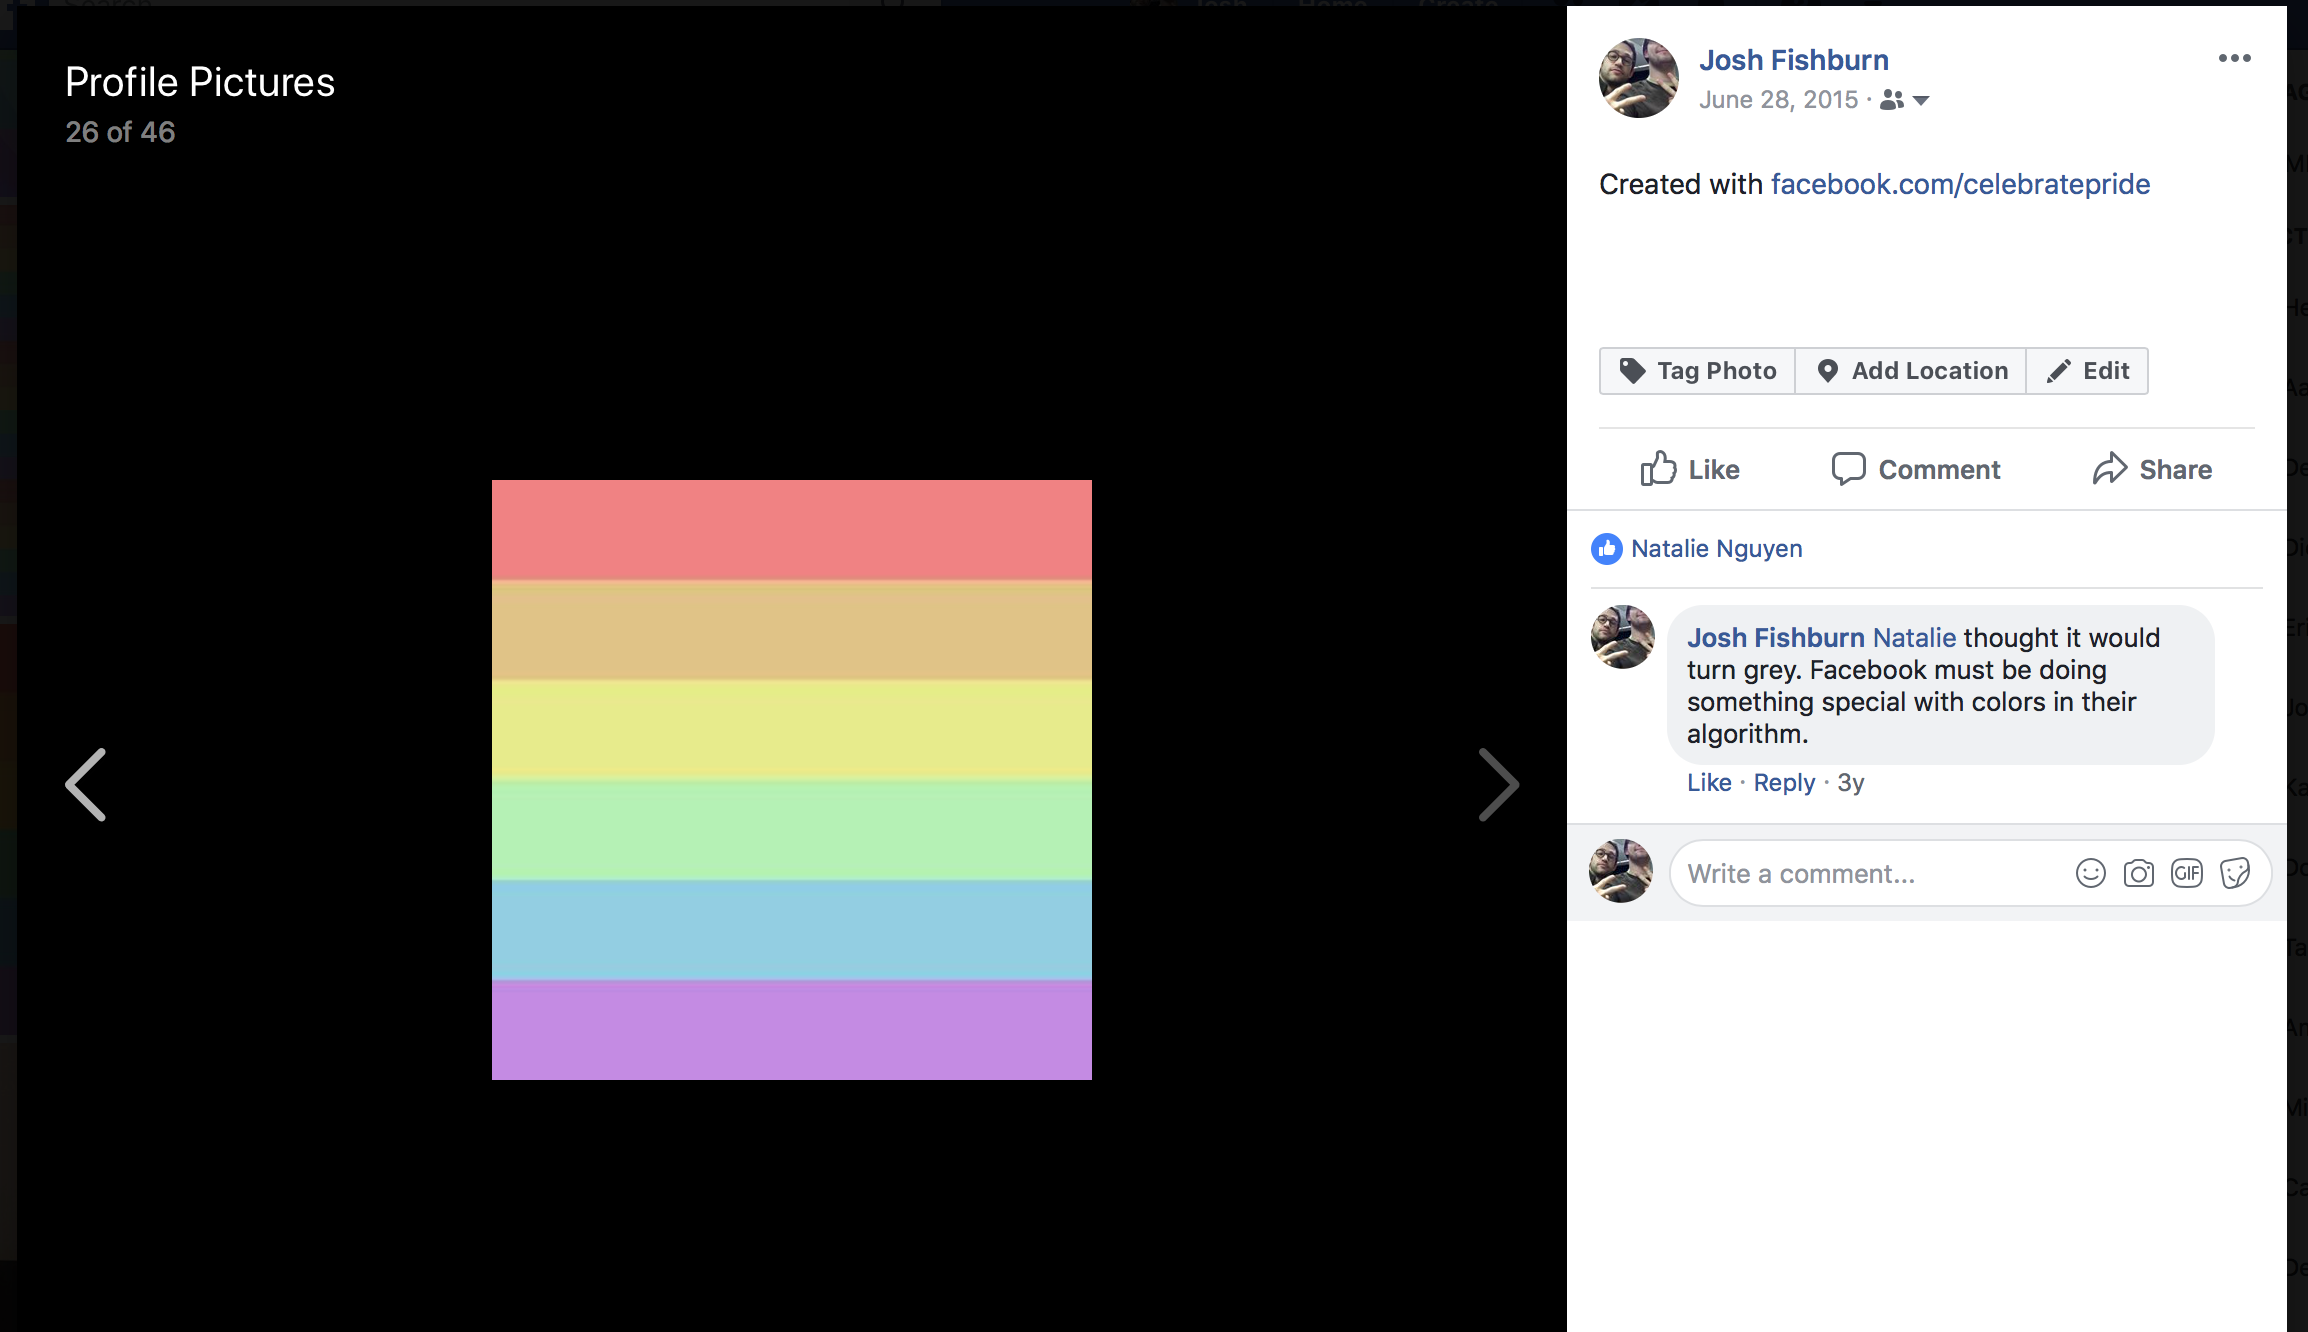 Profile Pictures
26 of 46
Josh Fishburn
June 28, 2015 ·
Created with facebook.com/celebratepride
Tag Photo
Add Location
Edit
Like
Comment
Share
Natalie Nguyen
Josh Fishburn Natalie thought it would
turn grey. Facebook must be doing
something special with colors in their
algorithm.
Like · Reply · 3y
Write a comment...
GIF